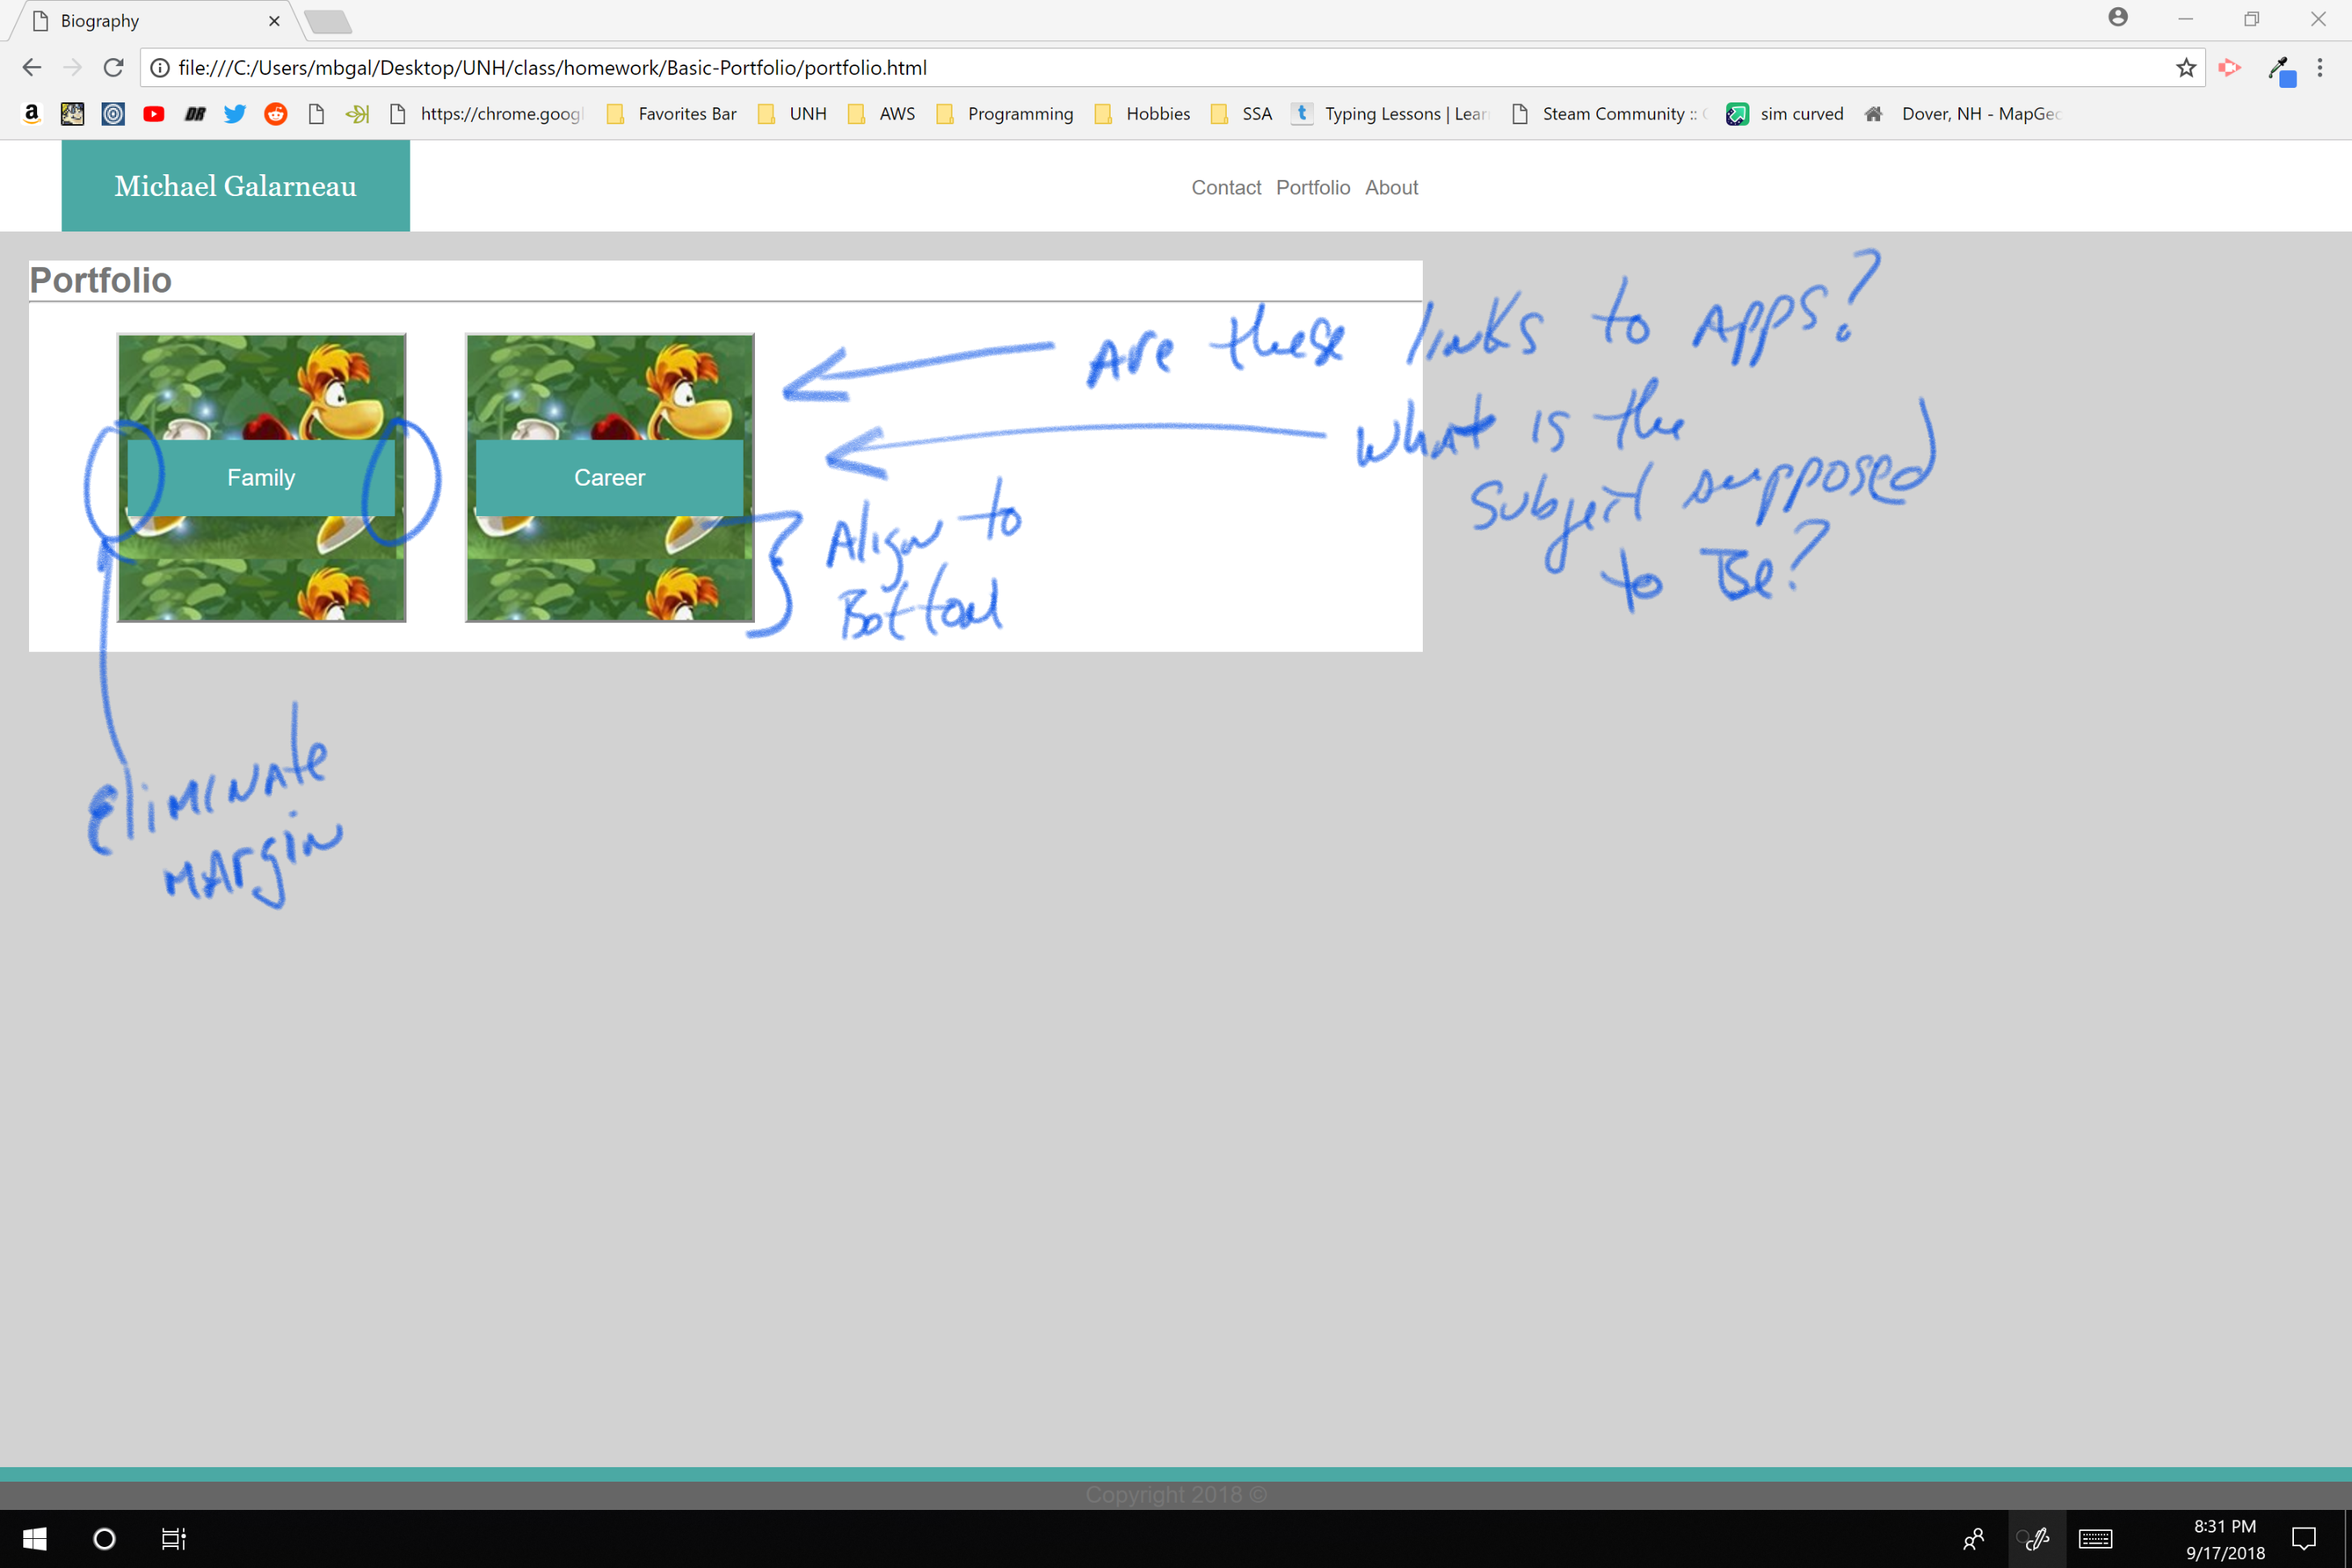 Biography
file:///C:/Users/mbgal/Desktop/UNH/class/homework/Basic-Portfolio/portfolio.html
a DR https://chrome.googl Favorites Bar UNH AWS Programming Hobbies SSA t Typing Lessons | Lear Steam Community :: sim curved Dover, NH - MapGeo
Michael Galarneau
Contact Portfolio About
Portfolio
Are these links to Apps?
What is the
Subject supposed
to Be?
Family
Career
Align to
Bottom
eliminate
margin
Copyright 2018 ©
8:31 PM
9/17/2018